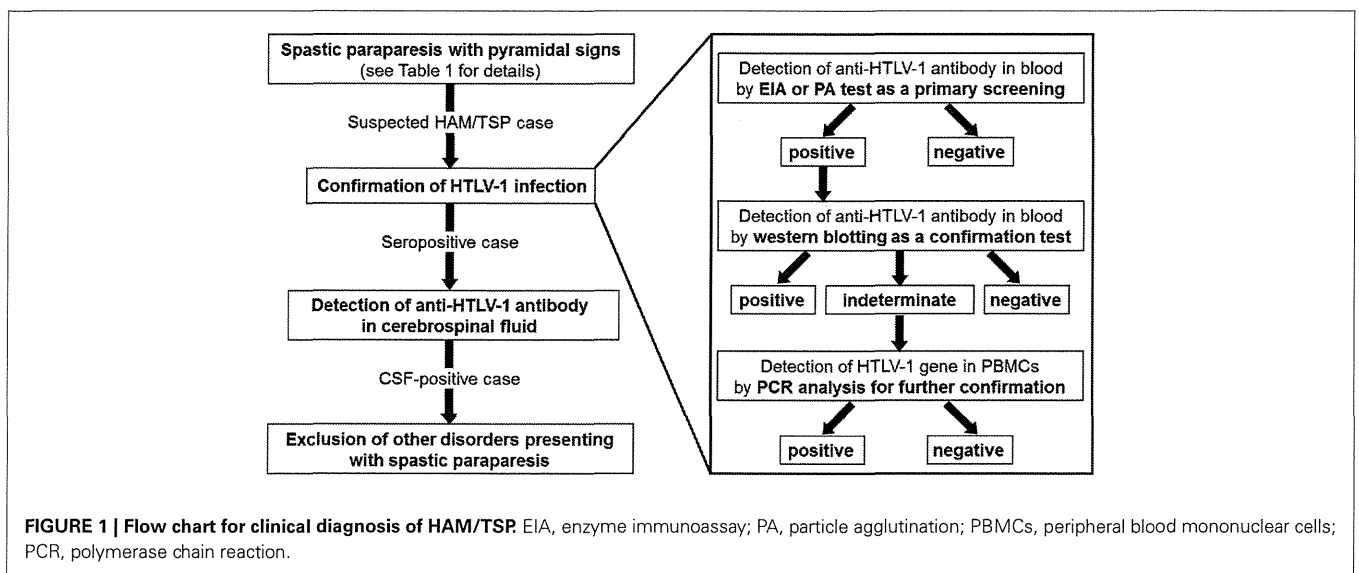 Spastic paraparesis with pyramidal signs
(see Table 1 for details)
Suspected HAM/TSP case
Confirmation of HTLV-1 infection
Seropositive case
Detection of anti-HTLV-1 antibody
in cerebrospinal fluid
CSF-positive case
Exclusion of other disorders presenting
with spastic paraparesis
Detection of anti-HTLV-1 antibody in blood
by EIA or PA test as a primary screening
positive
negative
Detection of anti-HTLV-1 antibody in blood
by western blotting as a confirmation test
positive
indeterminate
negative
Detection of HTLV-1 gene in PBMCs
by PCR analysis for further confirmation
positive
negative
FIGURE 1 | Flow chart for clinical diagnosis of HAM/TSP. EIA, enzyme immunoassay; PA, particle agglutination; PBMCs, peripheral blood mononuclear cells;
PCR, polymerase chain reaction.